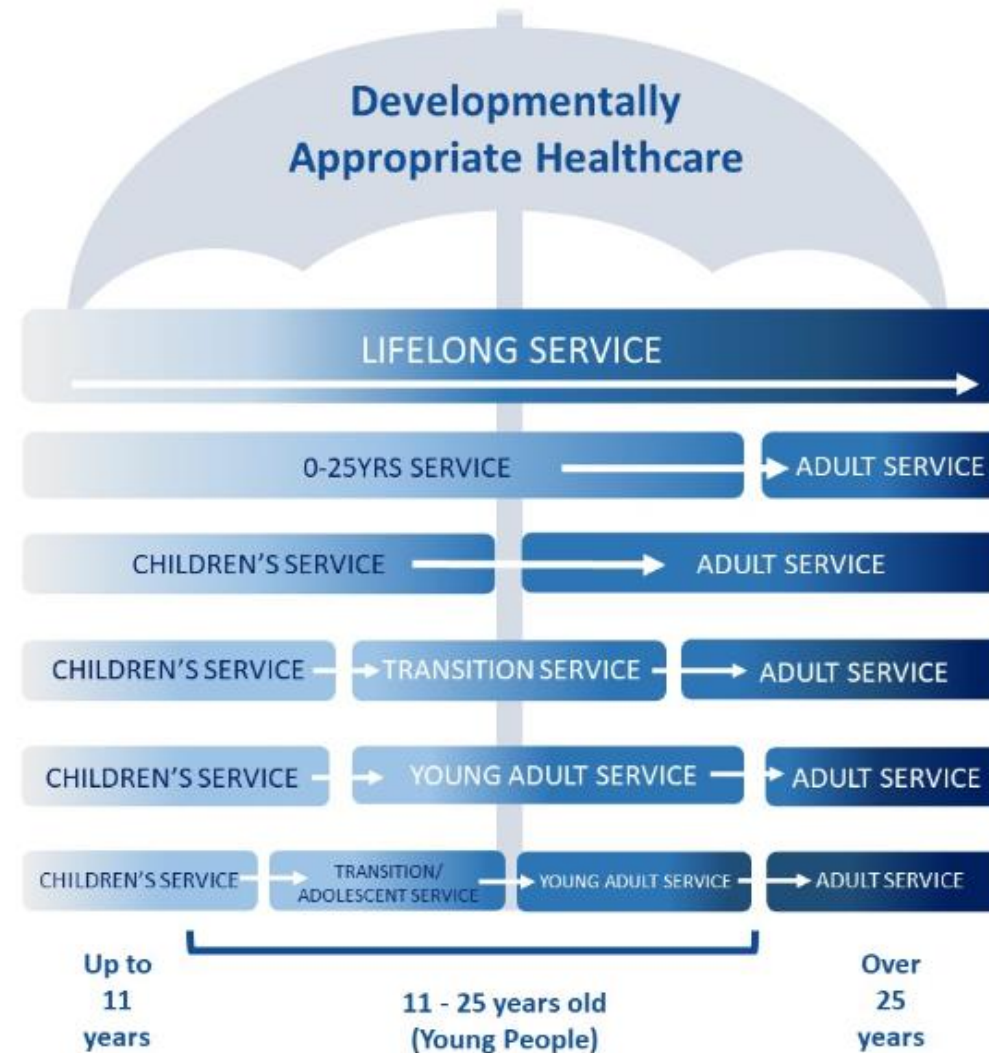 Developmentally
Appropriate Healthcare
LIFELONG SERVICE
0-25YRS SERVICE
ADULT SERVICE
CHILDREN'S SERVICE
ADULT SERVICE
CHILDREN'S SERVICE
TRANSITION SERVICE
ADULT SERVICE
CHILDREN'S SERVICE
YOUNG ADULT SERVICE
ADULT SERVICE
CHILDREN'S SERVICE
TRANSITION/
ADOLESCENT SERVICE
YOUNG ADULT SERVICE
ADULT SERVICE
Up to
11
years
11 - 25 years old
(Young People)
Over
25
years